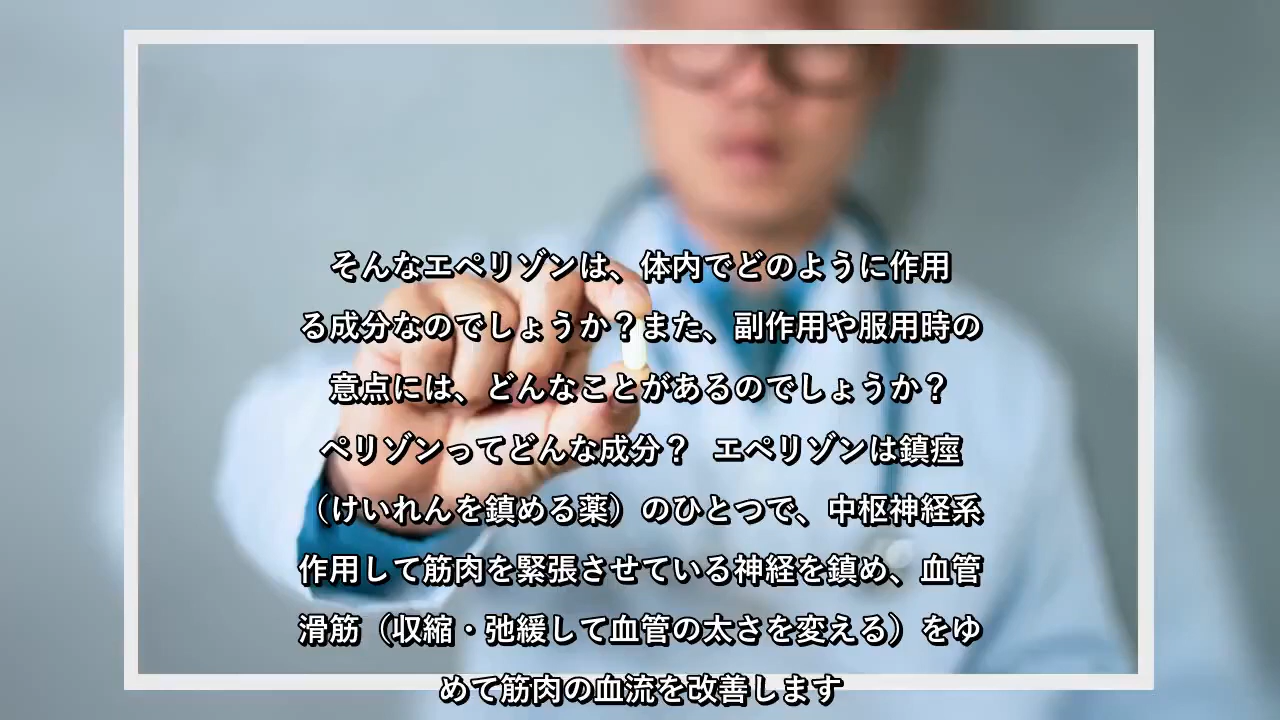 そんなエペリゾンは、体内でどのように作用
る成分なのでしょうか？また、副作用や服用時の
意点には、どんなことがあるのでしょうか？
ペリゾンってどんな成分？ エペリゾンは鎮痙
（けいれんを鎮める薬）のひとつで、中枢神経系
作用して筋肉を緊張させている神経を鎮め、血管
滑筋（収縮・弛緩して血管の太さを変える）をゆ
めて筋肉の血流を改善します